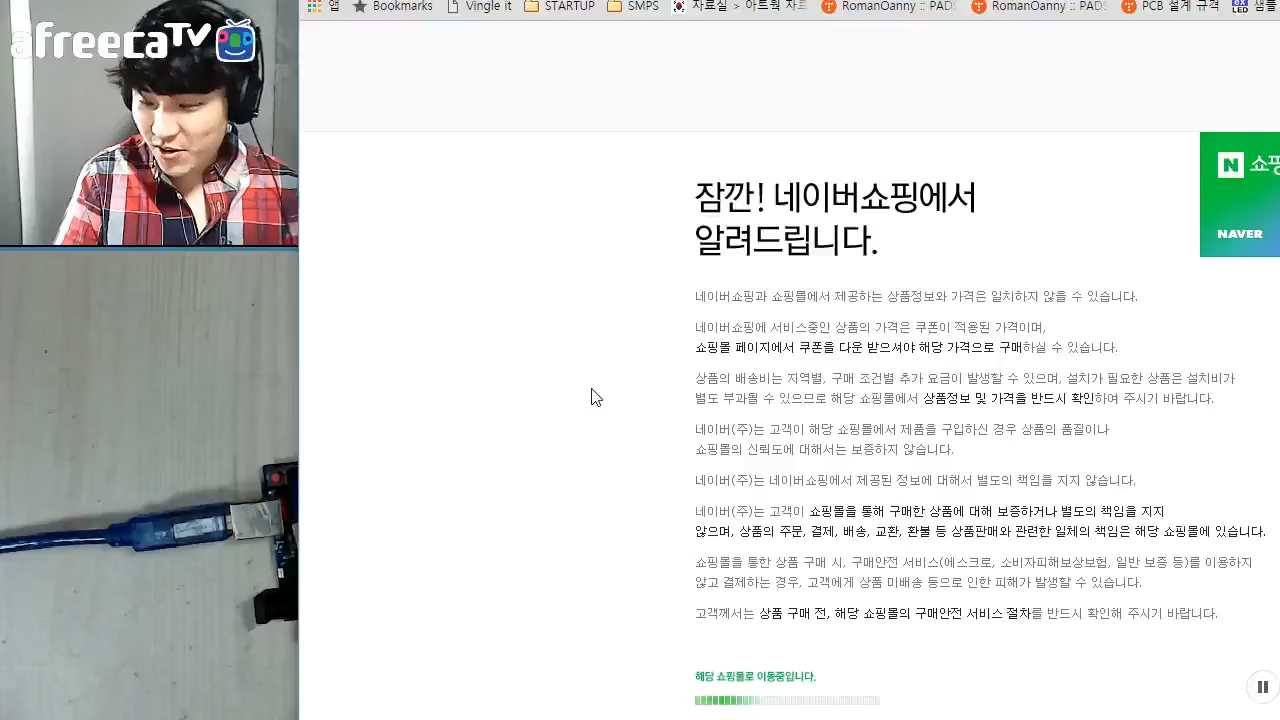 afreecaTV
앱
Bookmarks
Vingle it
STARTUP
SMPS
자료실 > 아트웍 자료
RomanOanny :: PADS
RomanOanny :: PADS
PCB 설계 규격
샘플
N 쇼핑
NAVER
잠깐! 네이버쇼핑에서
알려드립니다.
네이버쇼핑과 쇼핑몰에서 제공하는 상품정보와 가격은 일치하지 않을 수 있습니다.
네이버쇼핑에 서비스중인 상품의 가격은 쿠폰이 적용된 가격이며,
쇼핑몰 페이지에서 쿠폰을 다운 받으셔야 해당 가격으로 구매하실 수 있습니다.
상품의 배송비는 지역별, 구매 조건별 추가 요금이 발생할 수 있으며, 설치가 필요한 상품은 설치비가
별도 부과될 수 있으므로 해당 쇼핑몰에서 상품정보 및 가격을 반드시 확인하여 주시기 바랍니다.
네이버(주)는 고객이 해당 쇼핑몰에서 제품을 구입하신 경우 상품의 품질이나
쇼핑몰의 신뢰도에 대해서는 보증하지 않습니다.
네이버(주)는 네이버쇼핑에서 제공된 정보에 대해서 별도의 책임을 지지 않습니다.
네이버(주)는 고객이 쇼핑몰을 통해 구매한 상품에 대해 보증하거나 별도의 책임을 지지
않으며, 상품의 주문, 결제, 배송, 교환, 환불 등 상품판매와 관련한 일체의 책임은 해당 쇼핑몰에 있습니다.
쇼핑몰을 통한 상품 구매 시, 구매안전 서비스(에스크로, 소비자피해보상보험, 일반 보증 등)를 이용하지
않고 결제하는 경우, 고객에게 상품 미배송 등으로 인한 피해가 발생할 수 있습니다.
고객께서는 상품 구매 전, 해당 쇼핑몰의 구매안전 서비스 절차를 반드시 확인해 주시기 바랍니다.
해당 쇼핑몰로 이동중입니다.